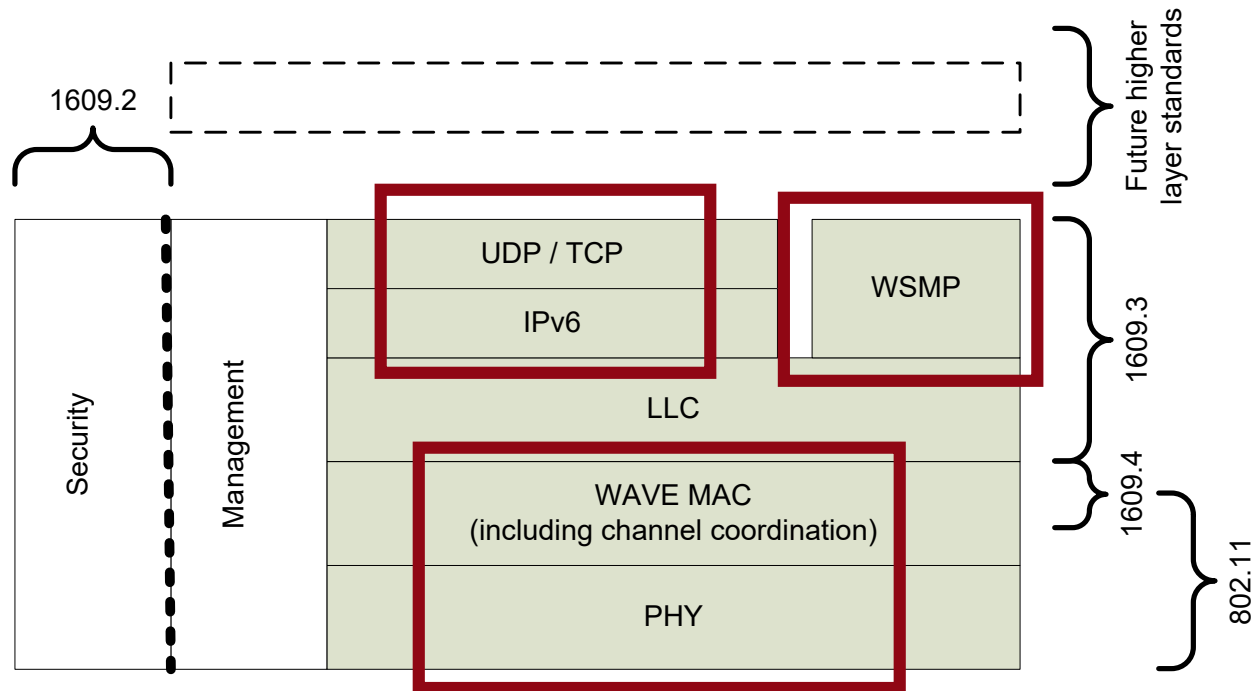 1609.2
Future higher
layer standards
UDP / TCP
WSMP
IPv6
1609.3
LLC
Security
Management
WAVE MAC
(including channel coordination)
1609.4
802.11
PHY